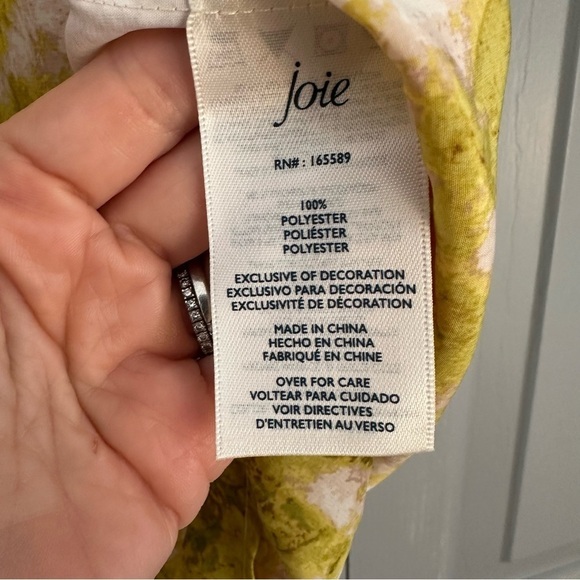 joie
RN# : 165589
100%
POLYESTER
POLIÉSTER
POLYESTER
EXCLUSIVE OF DECORATION
EXCLUSIVO PARA DECORACIÓN
EXCLUSIVITÉ DE DÉCORATION
MADE IN CHINA
HECHO EN CHINA
FABRIQUÉ EN CHINE
OVER FOR CARE
VOLTEAR PARA CUIDADO
VOIR DIRECTIVES
D'ENTRETIEN AU VERSO